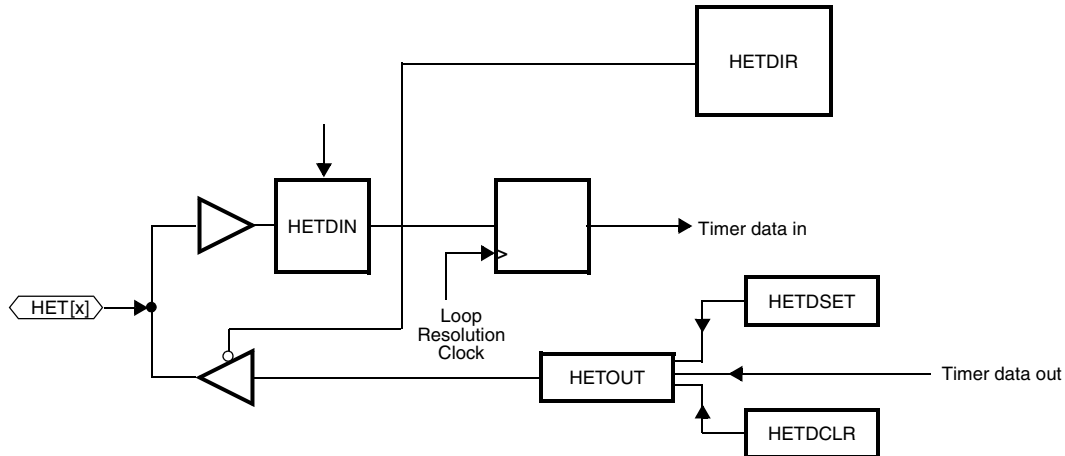 HETDIR
HETDIN
Timer data in
HET[x]
Loop
Resolution
Clock
HETDSET
HETOUT
Timer data out
HETDCLR